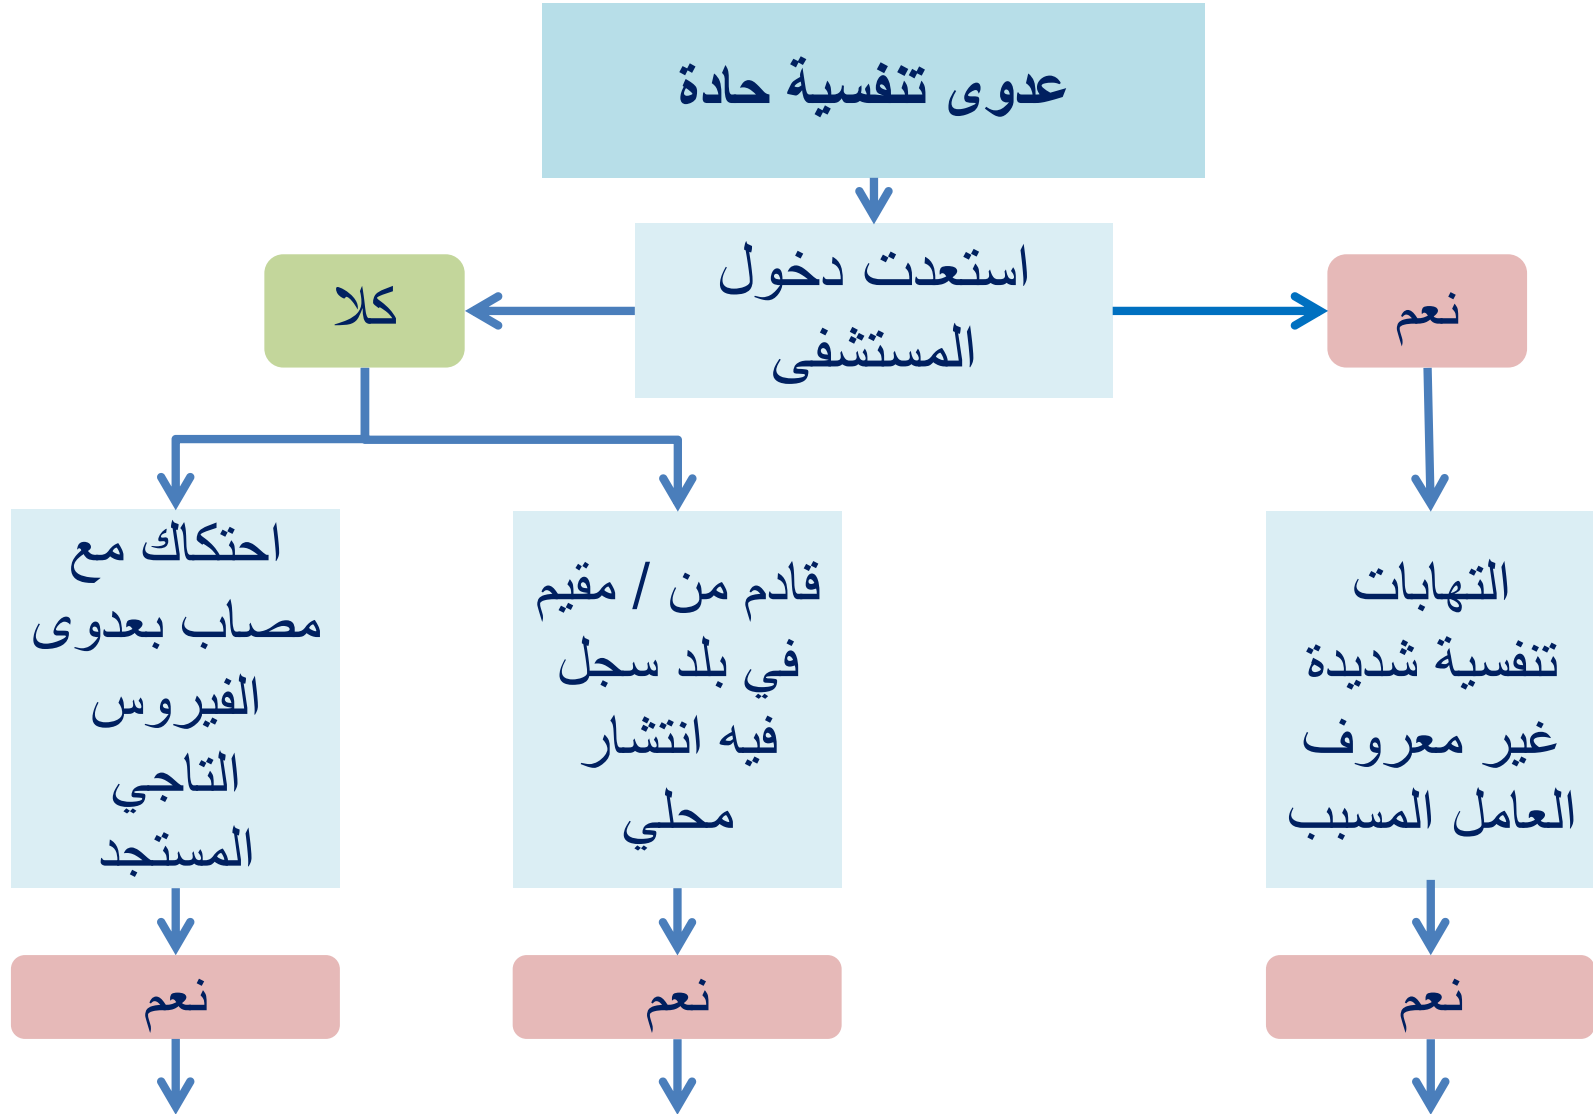 عدوى تنفسية حادة
استعدت دخول
المستشفى
نعم
كلا
التهابات
تنفسية شديدة
غير معروف
العامل المسبب
قادم من / مقيم
في بلد سجل
فيه انتشار
محلي
احتكاك مع
مصاب بعدوى
الفيروس
التاجي
المستجد
نعم
نعم
نعم